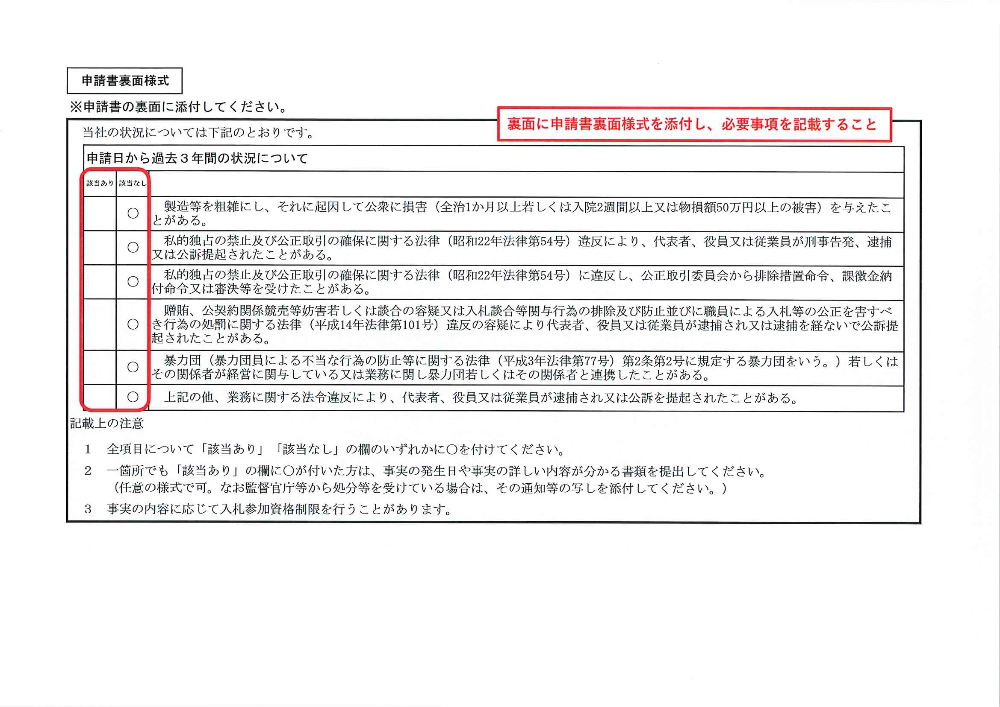 申請書裏面様式
※申請書の裏面に添付してください。
裏面に申請書裏面様式を添付し、必要事項を記載すること
当社の状況については下記のとおりです。
申請日から過去３年間の状況について
該当あり 該当なし
○ 製造等を粗雑にし、それに起因して公衆に損害（全治1か月以上若しくは入院2週間以上又は物損額50万円以上の被害）を与えたこ
とがある。
○ 私的独占の禁止及び公正取引の確保に関する法律（昭和22年法律第54号）違反により、代表者、役員又は従業員が刑事告発、逮捕
又は公訴提起されたことがある。
○ 私的独占の禁止及び公正取引の確保に関する法律（昭和22年法律第54号）に違反し、公正取引委員会から排除措置命令、課徴金納
付命令又は審決等を受けたことがある。
贈賄、公契約関係競売等妨害若しくは談合の容疑又は入札談合等関与行為の排除及び防止並びに職員による入札等の公正を害すべ
○ き行為の処罰に関する法律（平成14年法律第101号）違反の容疑により代表者、役員又は従業員が逮捕され又は逮捕を経ないで公訴提
起されたことがある。
○ 暴力団（暴力団員による不当な行為の防止等に関する法律（平成3年法律第77号）第2条第2号に規定する暴力団をいう。）若しくは
その関係者が経営に関与している又は業務に関し暴力団若しくはその関係者と連携したことがある。
○ 上記の他、業務に関する法令違反により、代表者、役員又は従業員が逮捕され又は公訴を提起されたことがある。
記載上の注意
1 全項目について「該当あり」「該当なし」の欄のいずれかに○を付けてください。
2 一箇所でも「該当あり」の欄に○が付いた方は、事実の発生日や事実の詳しい内容が分かる書類を提出してください。
（任意の様式で可。なお監督官庁等から処分等を受けている場合は、その通知等の写しを添付してください。）
3 事実の内容に応じて入札参加資格制限を行うことがあります。